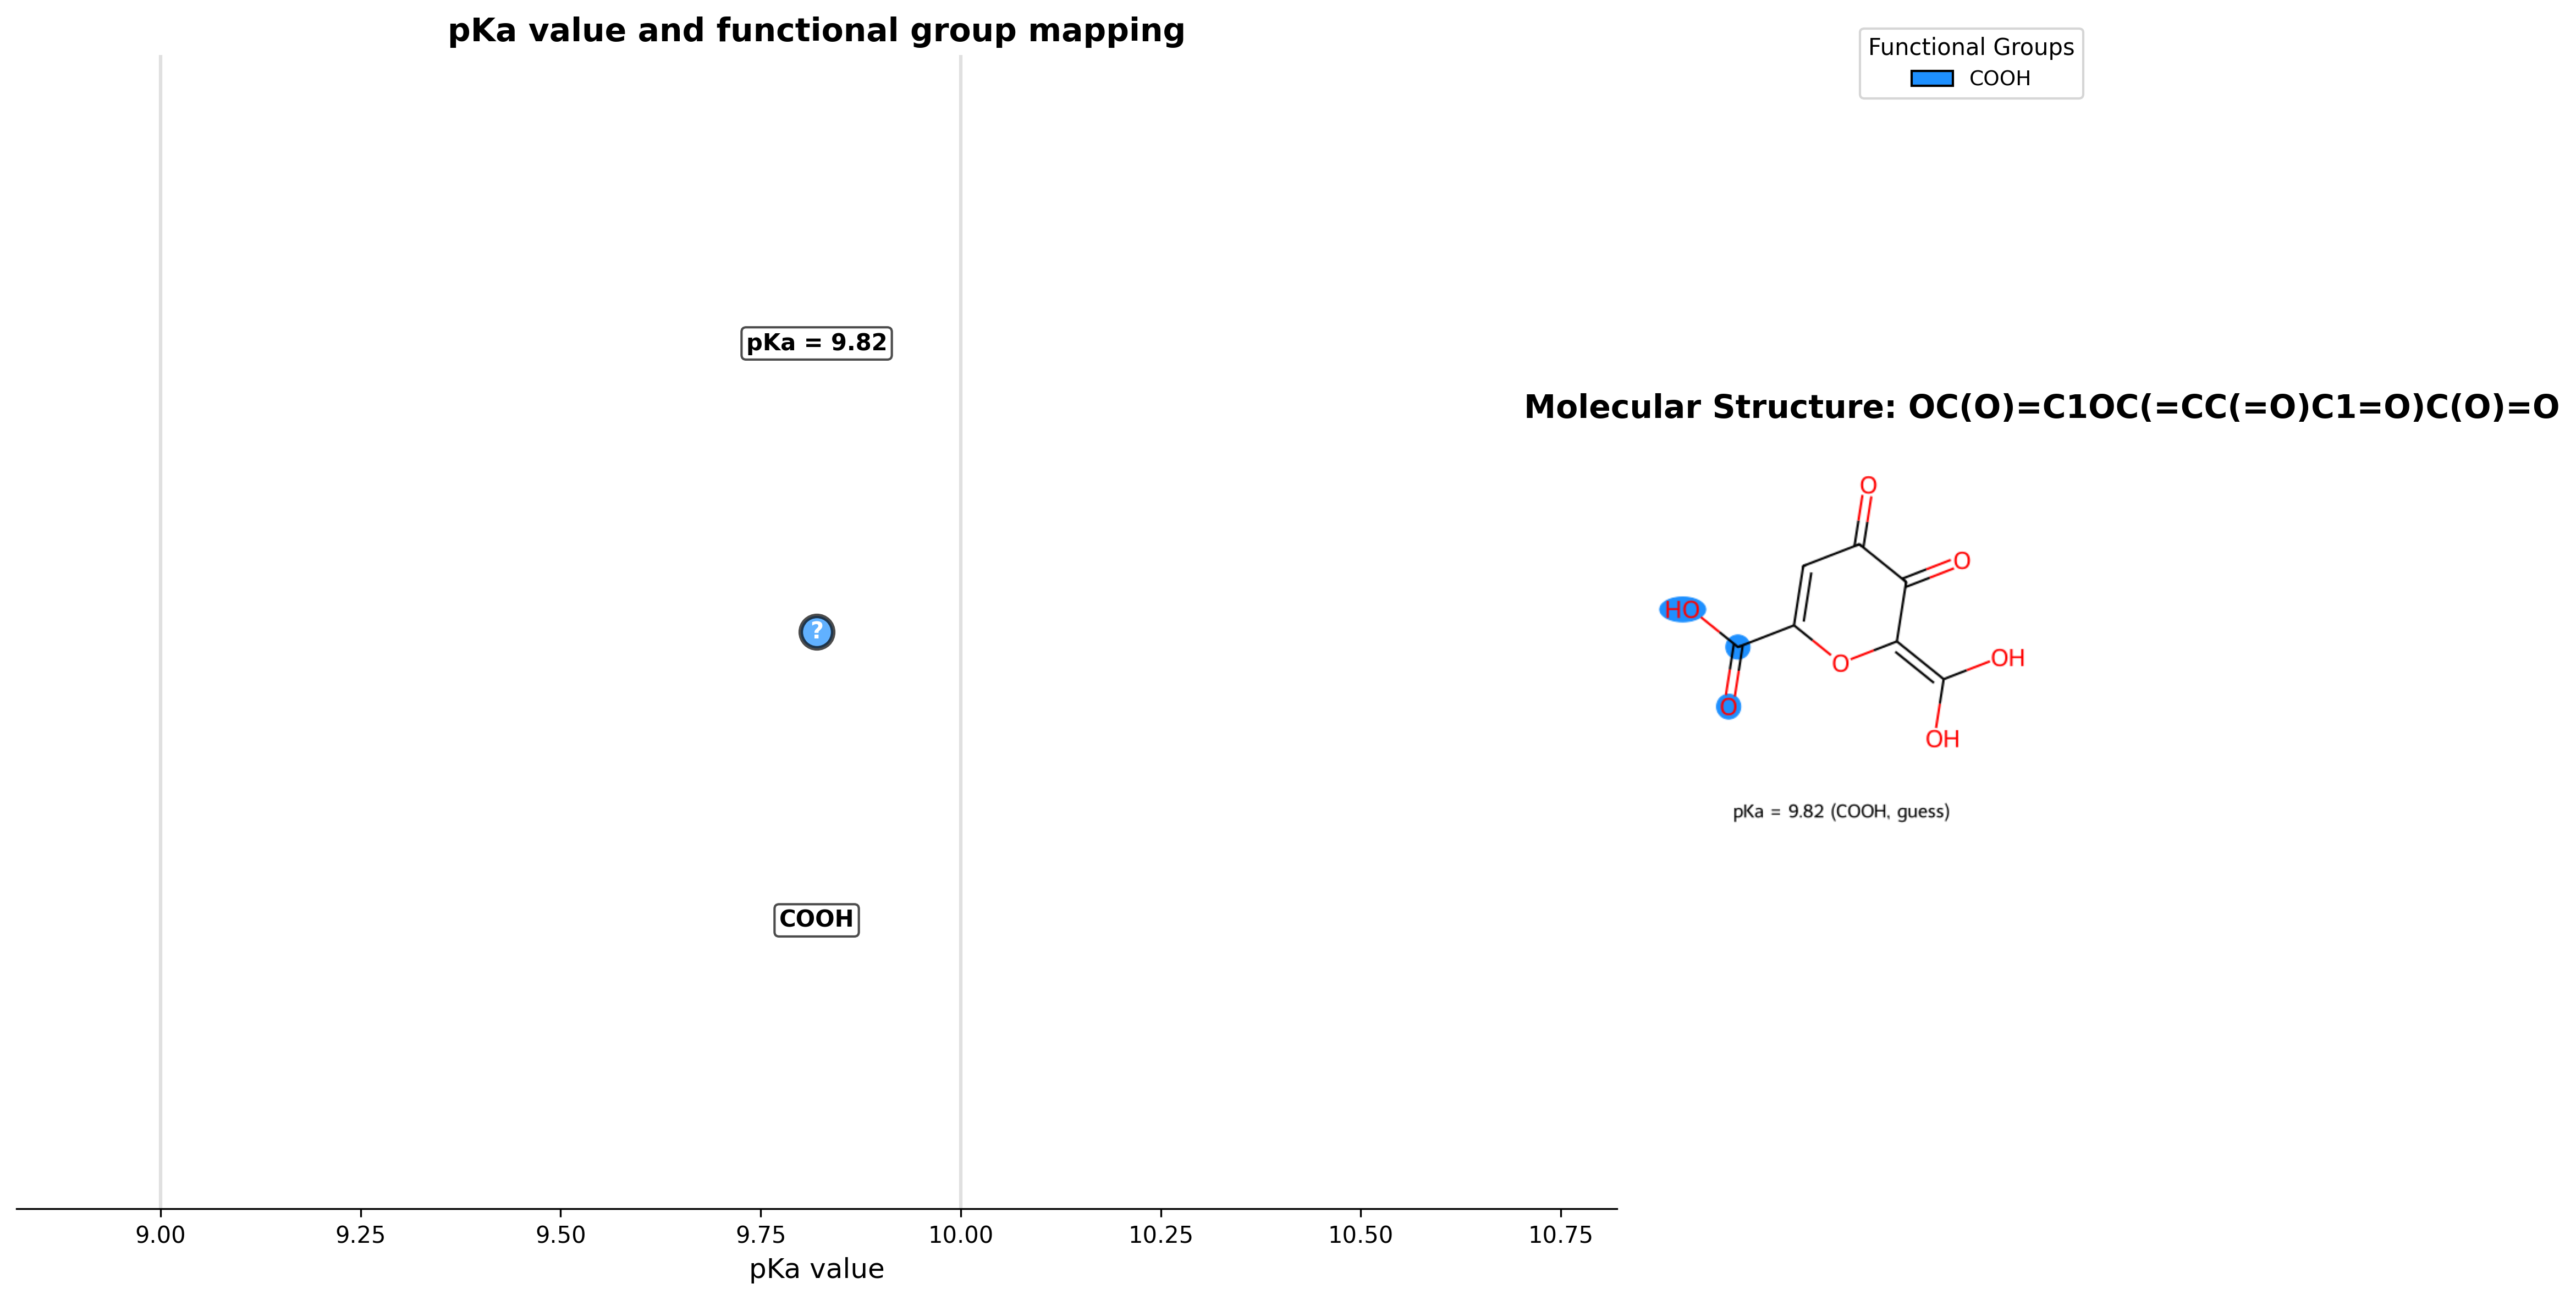 pKa value and functional group mapping
Functional Groups
COOH
pKa = 9.82
Molecular Structure: OC(O)=C1OC(=CC(=O)C1=O)C(O)=O
O
O
HO
?
O
OH
O
OH
pKa = 9.82 (COOH, guess)
COOH
9.00 9.25 9.50 9.75 10.00 10.25 10.50 10.75
pKa value